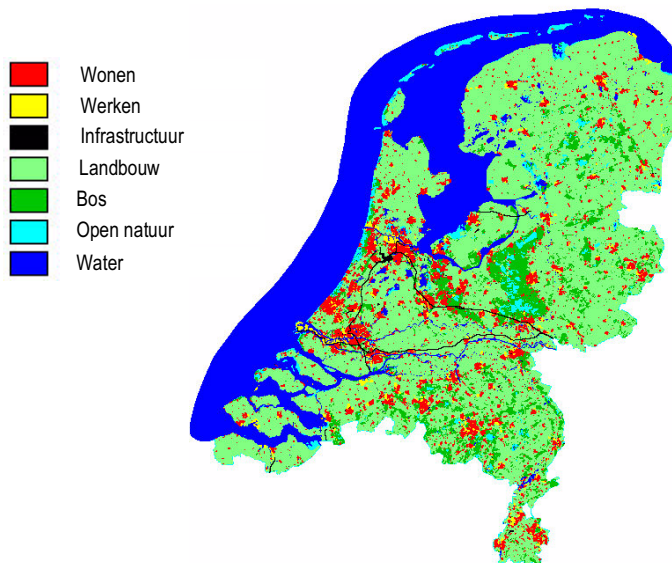 Wonen
Werken
Infrastructuur
Landbouw
Bos
Open natuur
Water